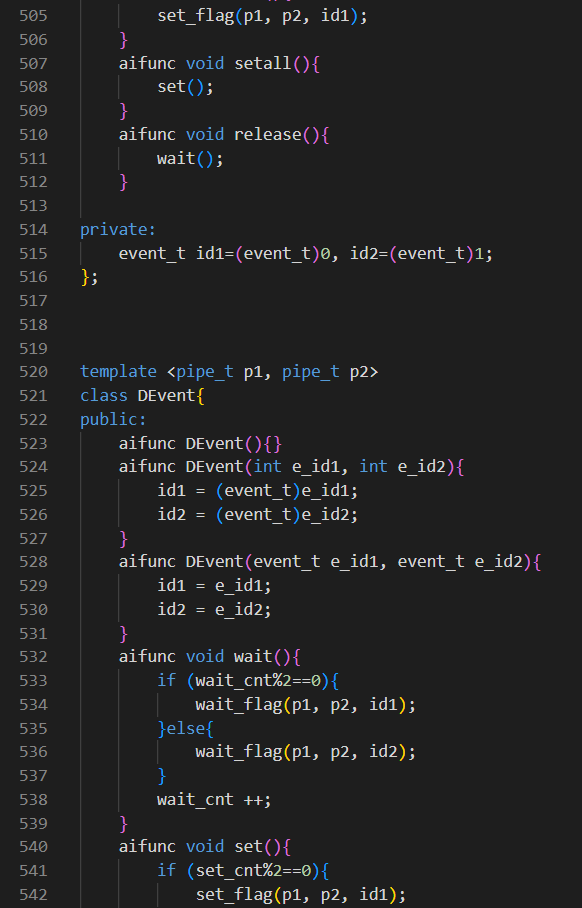 505 set_flag(p1, p2, id1);
506 }
507 aifunc void setall(){
508 set();
509 }
510 aifunc void release(){
511 wait();
512 }
513
514 private:
515 event_t id1=(event_t)0, id2=(event_t)1;
516 };
517
518
519
520 template <pipe_t p1, pipe_t p2>
521 class DEvent{
522 public:
523 aifunc DEvent(){}
524 aifunc DEvent(int e_id1, int e_id2){
525 id1 = (event_t)e_id1;
526 id2 = (event_t)e_id2;
527 }
528 aifunc DEvent(event_t e_id1, event_t e_id2){
529 id1 = e_id1;
530 id2 = e_id2;
531 }
532 aifunc void wait(){
533 if (wait_cnt%2==0){
534 wait_flag(p1, p2, id1);
535 }else{
536 wait_flag(p1, p2, id2);
537 }
538 wait_cnt ++;
539 }
540 aifunc void set(){
541 if (set_cnt%2==0){
542 set_flag(p1, p2, id1);